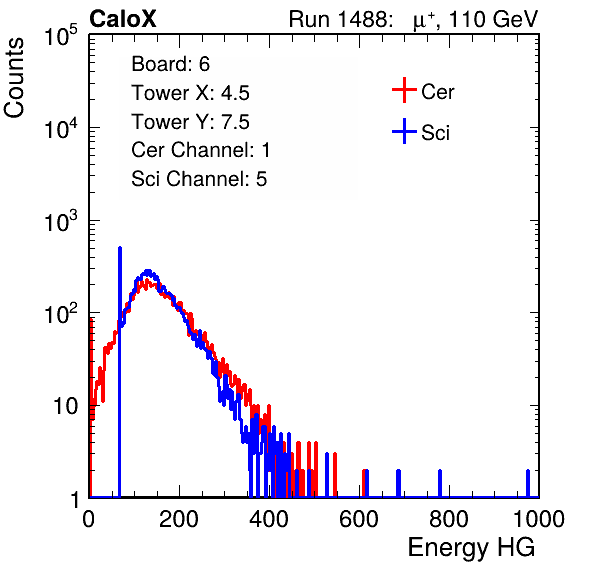 CaloX Run 1488: μ⁺, 110 GeV
Counts
10⁵
10⁴
10³
10²
10
1
Board: 6
Tower X: 4.5
Tower Y: 7.5
Cer Channel: 1
Sci Channel: 5
Cer
Sci
0 200 400 600 800 1000
Energy HG